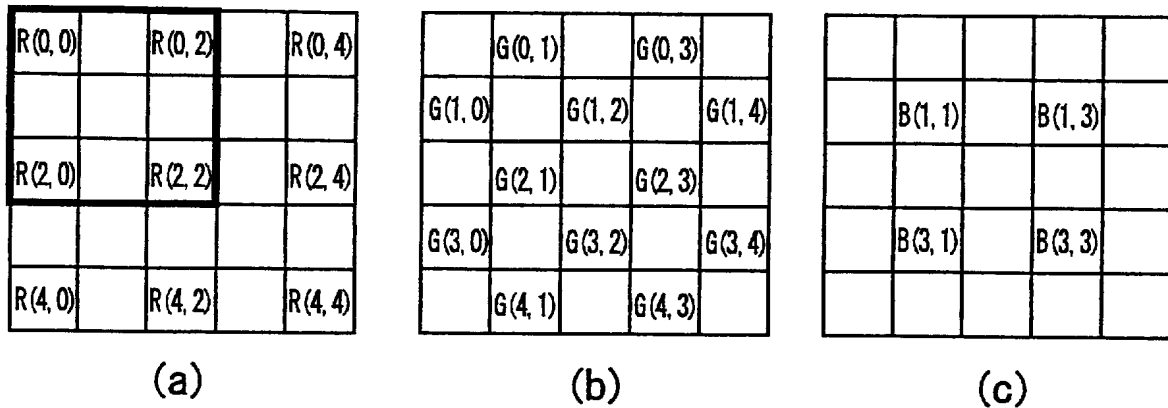 R(0,0) R(0,2) R(0,4)
R(2,0) R(2,2) R(2,4)
R(4,0) R(4,2) R(4,4)
(a)
G(0,1) G(0,3)
G(1,0) G(1,2) G(1,4)
G(2,1) G(2,3)
G(3,0) G(3,2) G(3,4)
G(4,1) G(4,3)
(b)
B(1,1) B(1,3)
B(3,1) B(3,3)
(c)